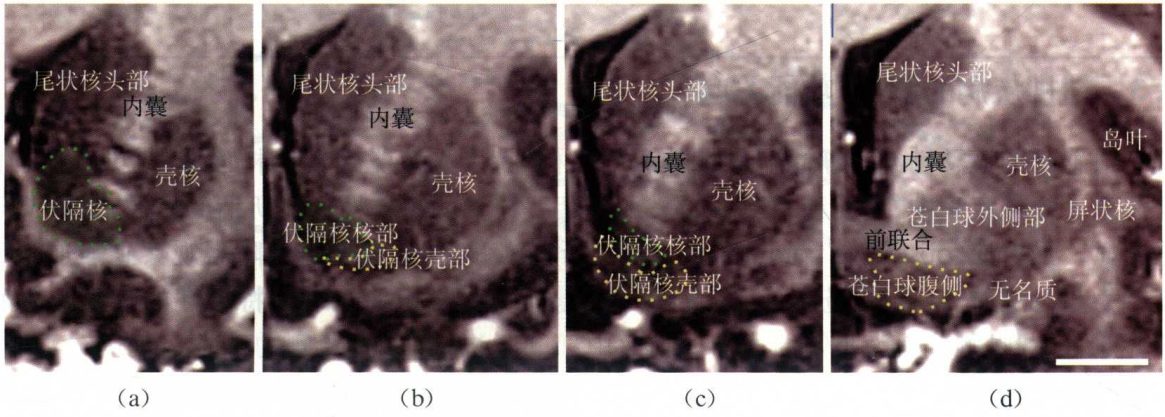 尾状核头部
内囊
壳核
伏隔核
(a)
尾状核头部
内囊
壳核
伏隔核核部
伏隔核壳部
(b)
尾状核头部
内囊
壳核
伏隔核核部
伏隔核壳部
(c)
尾状核头部
岛叶
内囊
壳核
苍白球外侧部
屏状核
前联合
苍白球腹侧
无名质
(d)